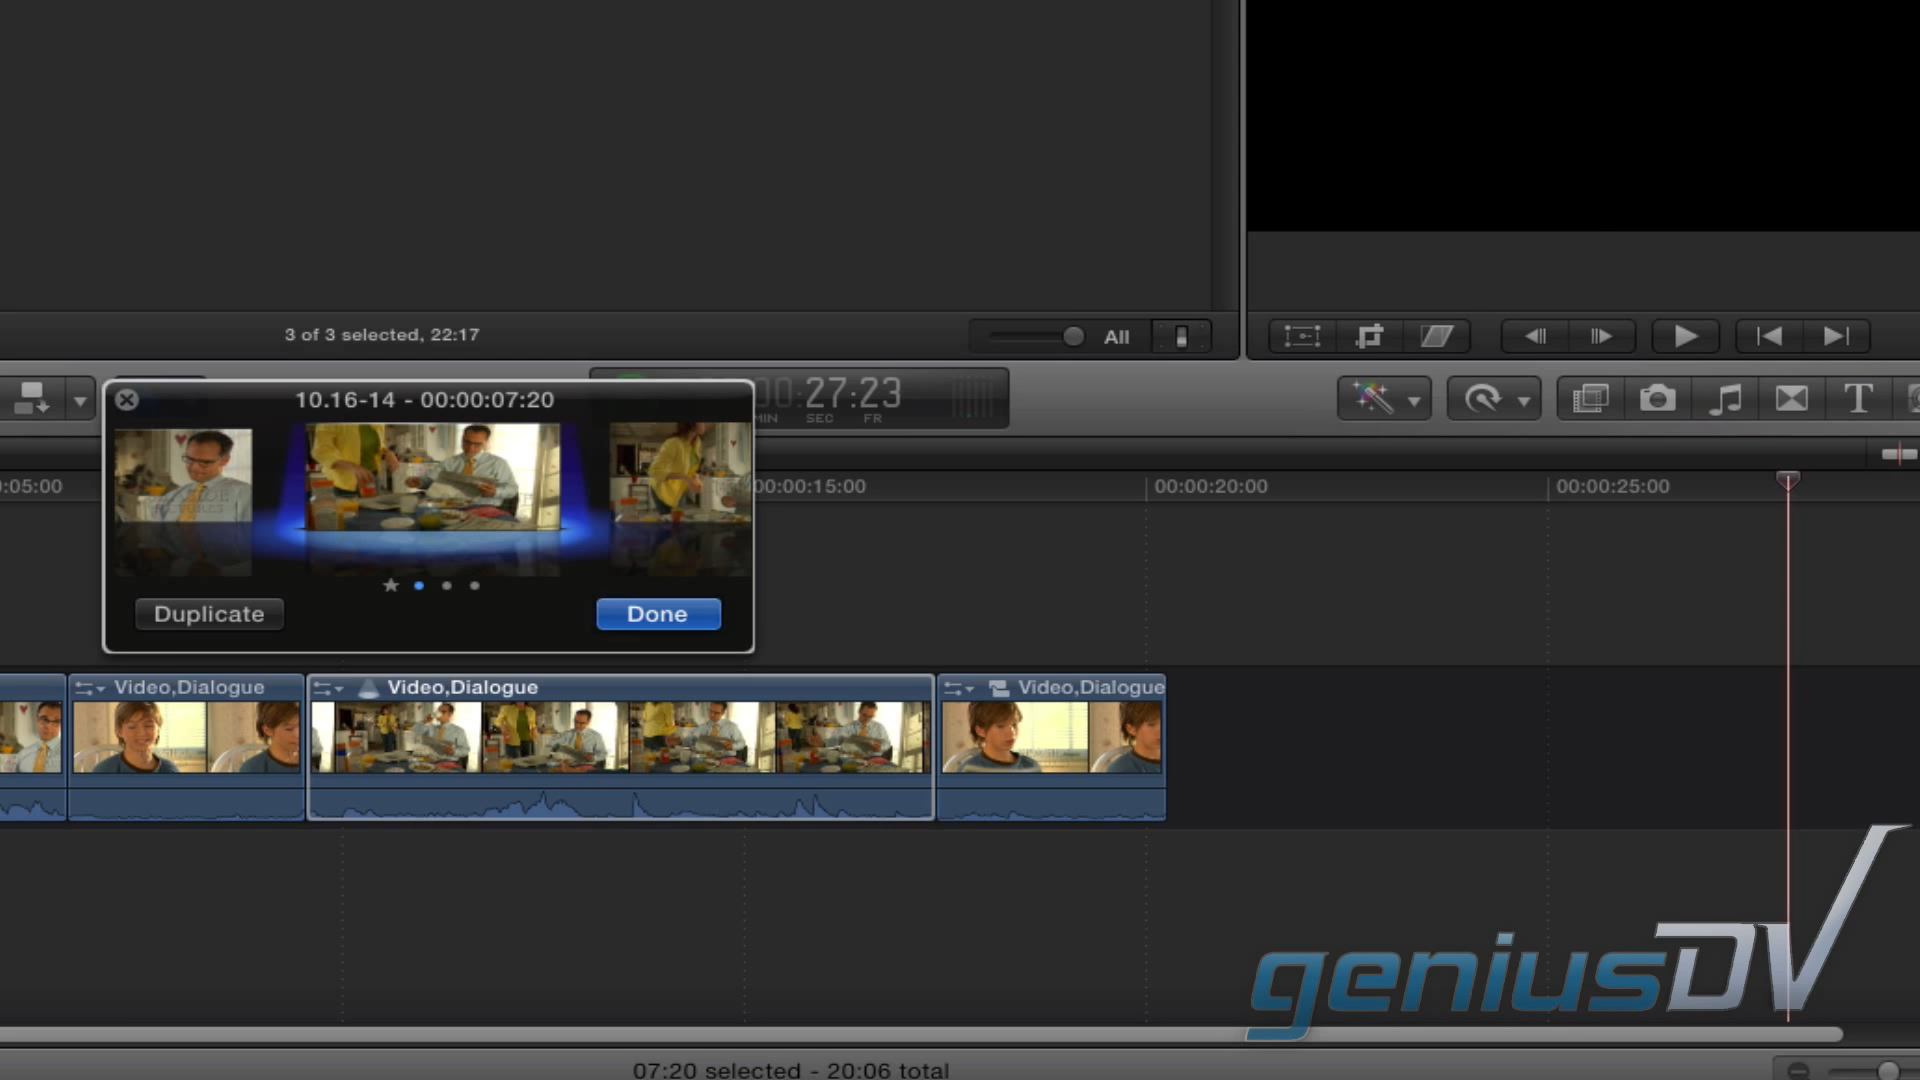 3 of 3 selected, 22:17
All
10.16-14 - 00:00:07:20
00:27:23
MIN SEC FR
T
:05:00
00:00:15:00
00:00:20:00
00:00:25:00
Duplicate
Done
Video,Dialogue
Video,Dialogue
Video,Dialogue
geniusDV
07:20 selected - 20:06 total